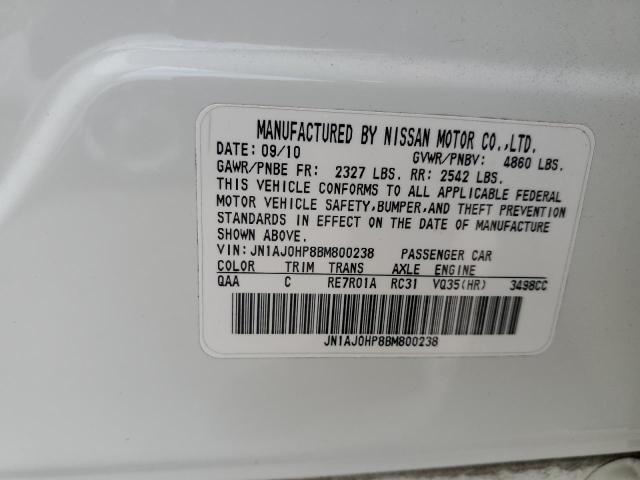 MANUFACTURED BY NISSAN MOTOR CO.,LTD.
DATE: 09/10 GVWR/PNBV: 4860 LBS.
GAWR/PNBE FR: 2327 LBS. RR: 2542 LBS.
THIS VEHICLE CONFORMS TO ALL APPLICABLE FEDERAL
MOTOR VEHICLE SAFETY,BUMPER,AND THEFT PREVENTION
STANDARDS IN EFFECT ON THE DATE OF MANUFACTURE
SHOWN ABOVE.
VIN:JN1AJ0HP8BM800238 PASSENGER CAR
COLOR TRIM TRANS AXLE ENGINE
QAA C RE7R01A RC31 VQ35(HR) 3498CC
JN1AJ0HP8BM800238